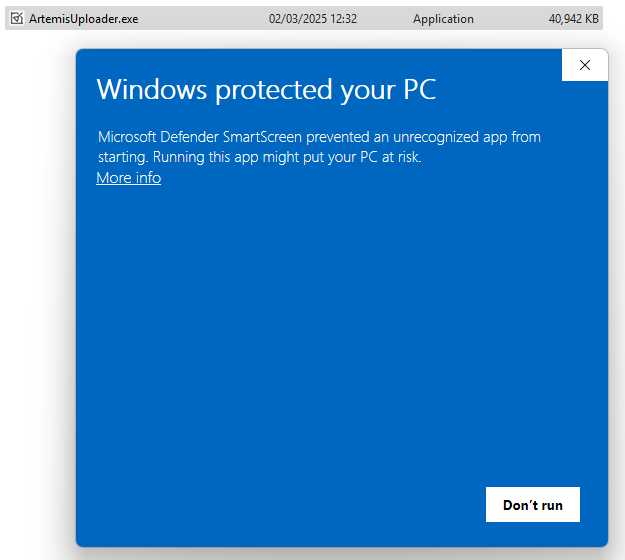 ArtemisUploader.exe 02/03/2025 12:32 Application 40,942 KB
Windows protected your PC
Microsoft Defender SmartScreen prevented an unrecognized app from
starting. Running this app might put your PC at risk.
More info
Don’t run